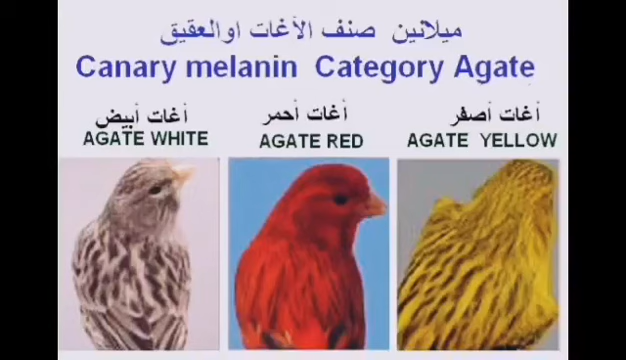 ميلانين صنف الأغات اوالعقيق
Canary melanin Category Agate
أغات أبيض أغات أحمر أغات أصفر
AGATE WHITE AGATE RED AGATE YELLOW